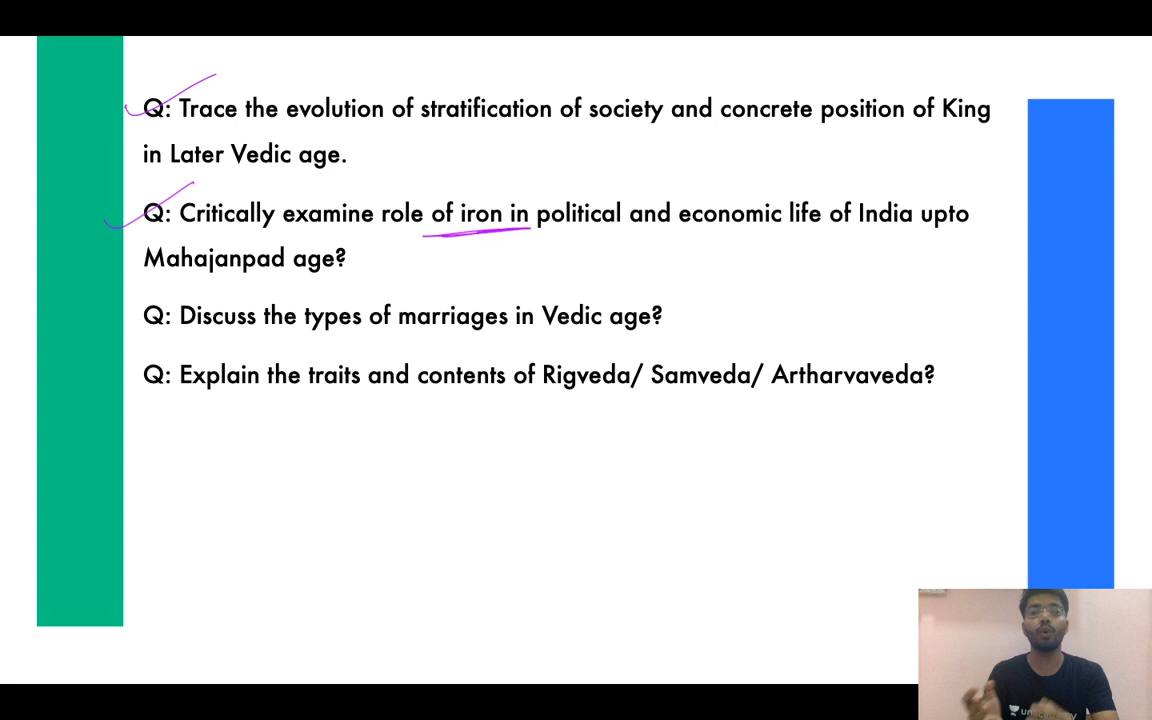 Q: Trace the evolution of stratification of society and concrete position of King
in Later Vedic age.
Q: Critically examine role of iron in political and economic life of India upto
Mahajanpad age?
Q: Discuss the types of marriages in Vedic age?
Q: Explain the traits and contents of Rigveda/ Samveda/ Artharvaveda?